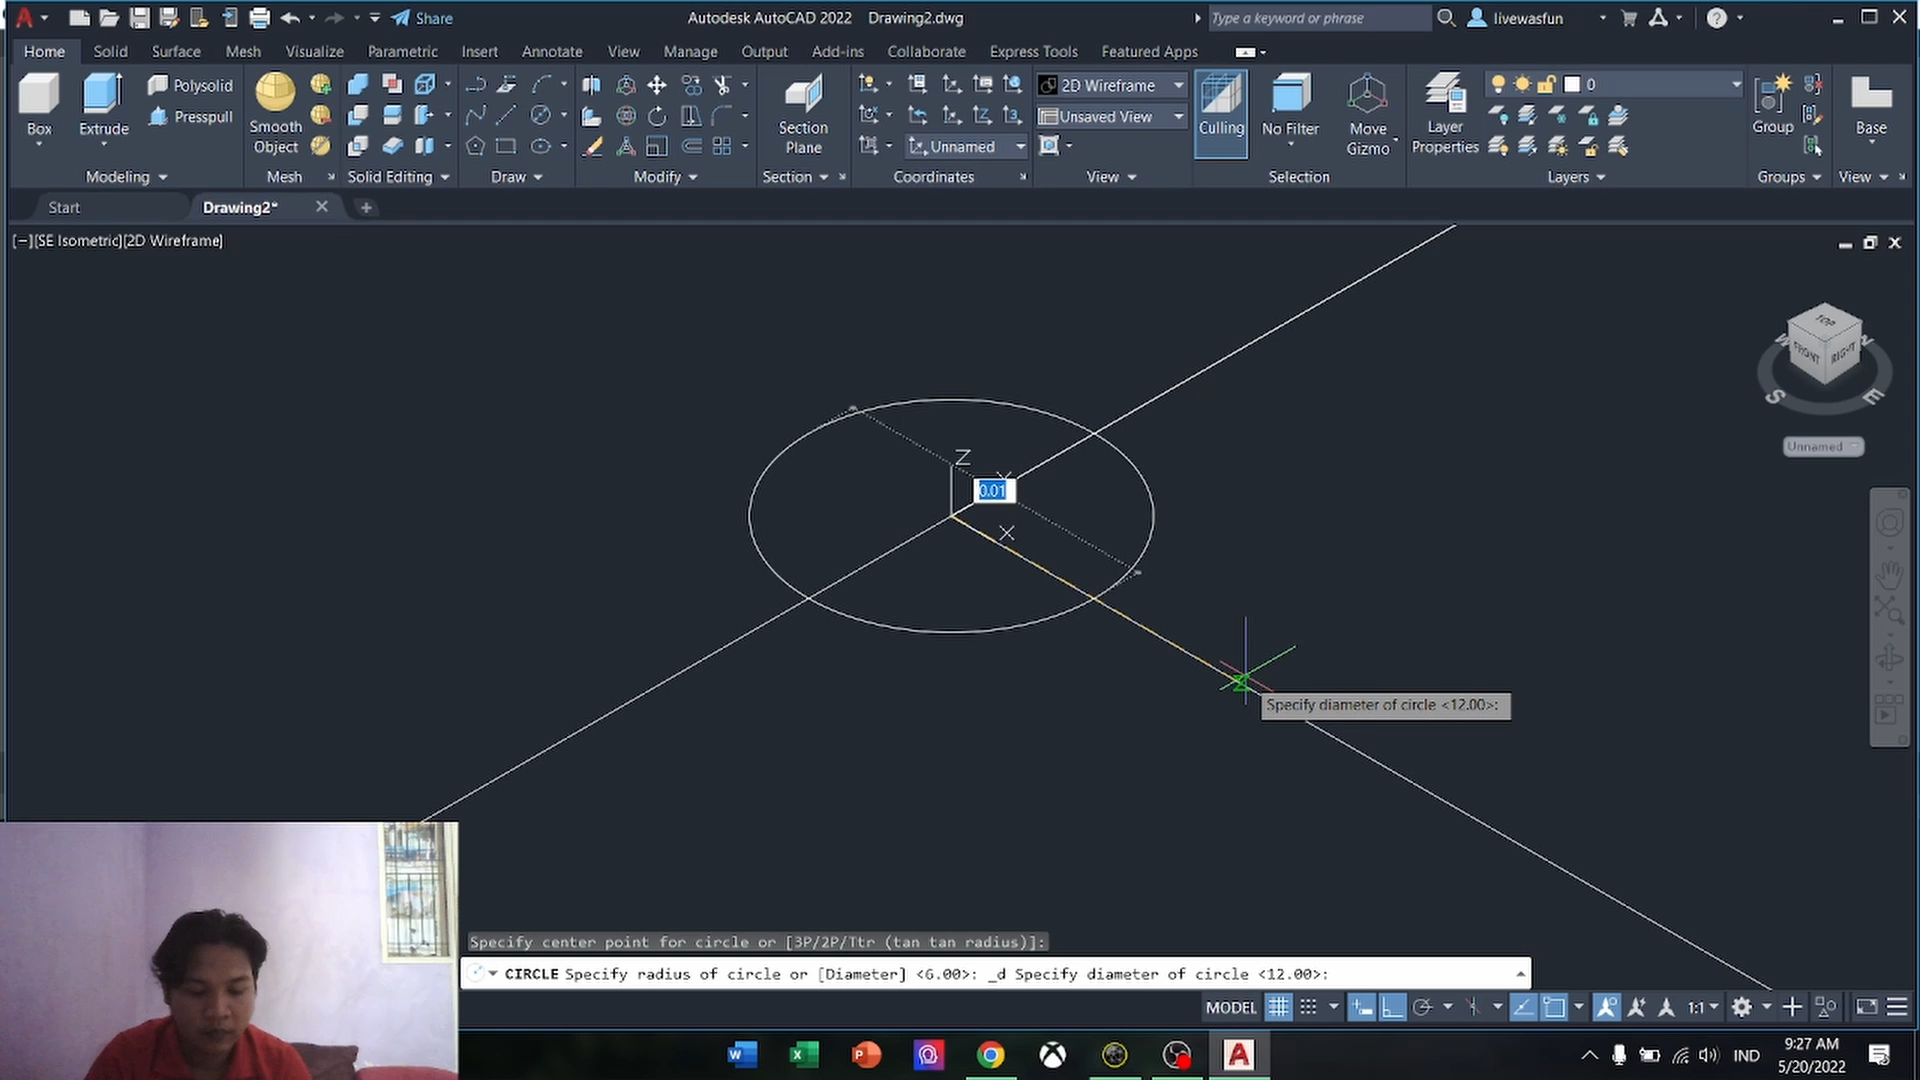 Share
Autodesk AutoCAD 2022 Drawing2.dwg
Type a keyword or phrase
livewasfun
Home Solid Surface Mesh Visualize Parametric Insert Annotate View Manage Output Add-ins Collaborate Express Tools Featured Apps
Box
Extrude
Polysolid
Presspull
Smooth
Object
Section
Plane
Unnamed
2D Wireframe
Unsaved View
Culling
No Filter
Move
Gizmo
Layer
Properties
0
Group
Base
Modeling Mesh Solid Editing Draw Modify Section Coordinates View Selection Layers Groups View
Start Drawing2*
[−][SE Isometric][2D Wireframe]
TOP
FRONT
RIGHT
W
N
S
E
Unnamed
Z
0.01
X
Specify diameter of circle <12.00>:
Specify center point for circle or [3P/2P/Ttr (tan tan radius)]:
CIRCLE Specify radius of circle or [Diameter] <6.00>: _d Specify diameter of circle <12.00>:
MODEL
1:1
IND
9:27 AM
5/20/2022